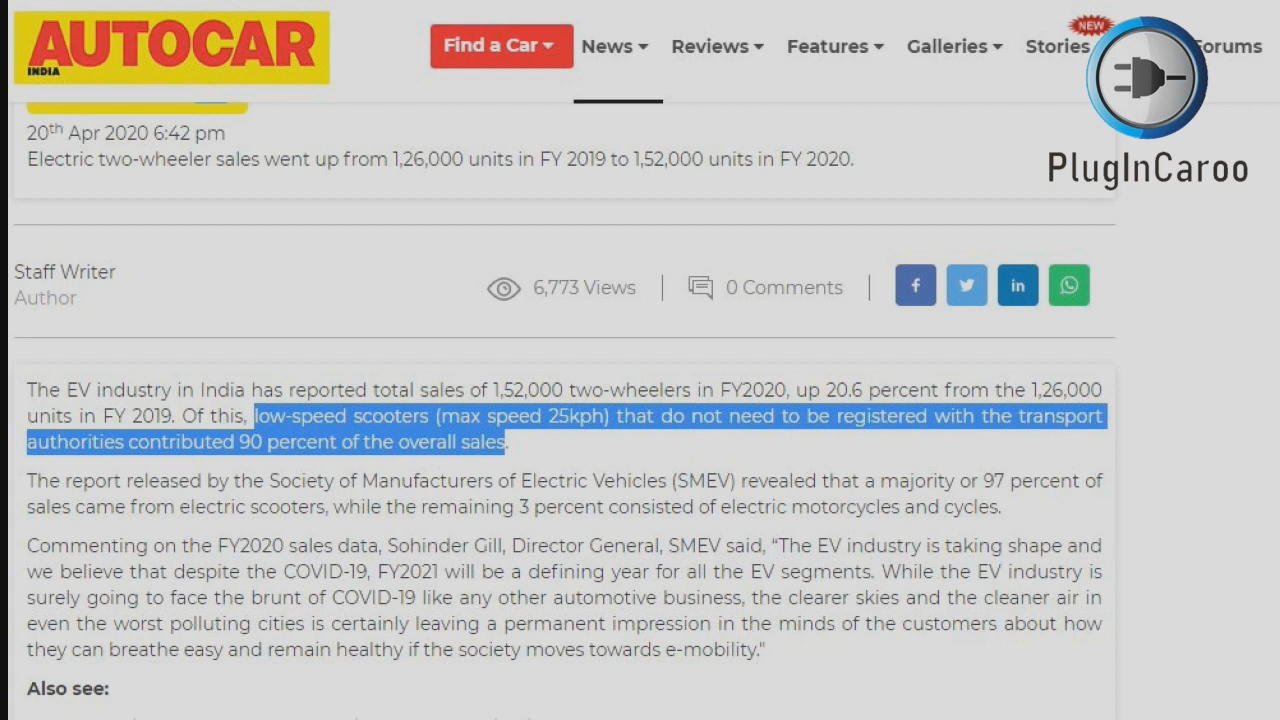 AUTOCAR
INDIA
Find a Car
News
Reviews
Features
Galleries
Stories
NEW
Forums
PlugInCaroo
20th Apr 2020 6:42 pm
Electric two-wheeler sales went up from 1,26,000 units in FY 2019 to 1,52,000 units in FY 2020.
Staff Writer
Author
6,773 Views
0 Comments
The EV industry in India has reported total sales of 1,52,000 two-wheelers in FY2020, up 20.6 percent from the 1,26,000
units in FY 2019. Of this, low-speed scooters (max speed 25kph) that do not need to be registered with the transport
authorities contributed 90 percent of the overall sales.
The report released by the Society of Manufacturers of Electric Vehicles (SMEV) revealed that a majority or 97 percent of
sales came from electric scooters, while the remaining 3 percent consisted of electric motorcycles and cycles.
Commenting on the FY2020 sales data, Sohinder Gill, Director General, SMEV said, “The EV industry is taking shape and
we believe that despite the COVID-19, FY2021 will be a defining year for all the EV segments. While the EV industry is
surely going to face the brunt of COVID-19 like any other automotive business, the clearer skies and the cleaner air in
even the worst polluting cities is certainly leaving a permanent impression in the minds of the customers about how
they can breathe easy and remain healthy if the society moves towards e-mobility."
Also see: